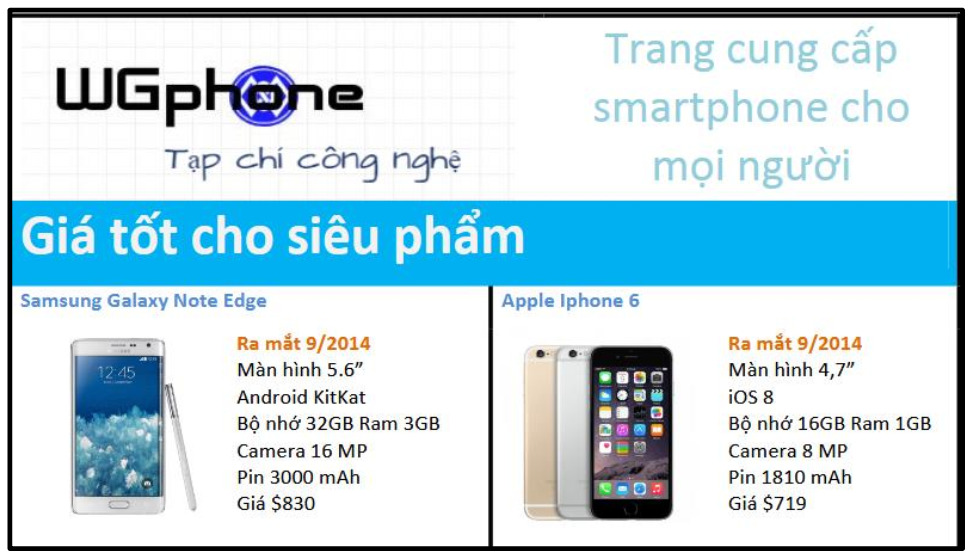 WGphone
Tạp chí công nghệ
Trang cung cấp
smartphone cho
mọi người
Giá tốt cho siêu phẩm
Samsung Galaxy Note Edge
12:45
Ra mắt 9/2014
Màn hình 5.6”
Android KitKat
Bộ nhớ 32GB Ram 3GB
Camera 16 MP
Pin 3000 mAh
Giá $830
Apple Iphone 6
Ra mắt 9/2014
Màn hình 4,7”
iOS 8
Bộ nhớ 16GB Ram 1GB
Camera 8 MP
Pin 1810 mAh
Giá $719